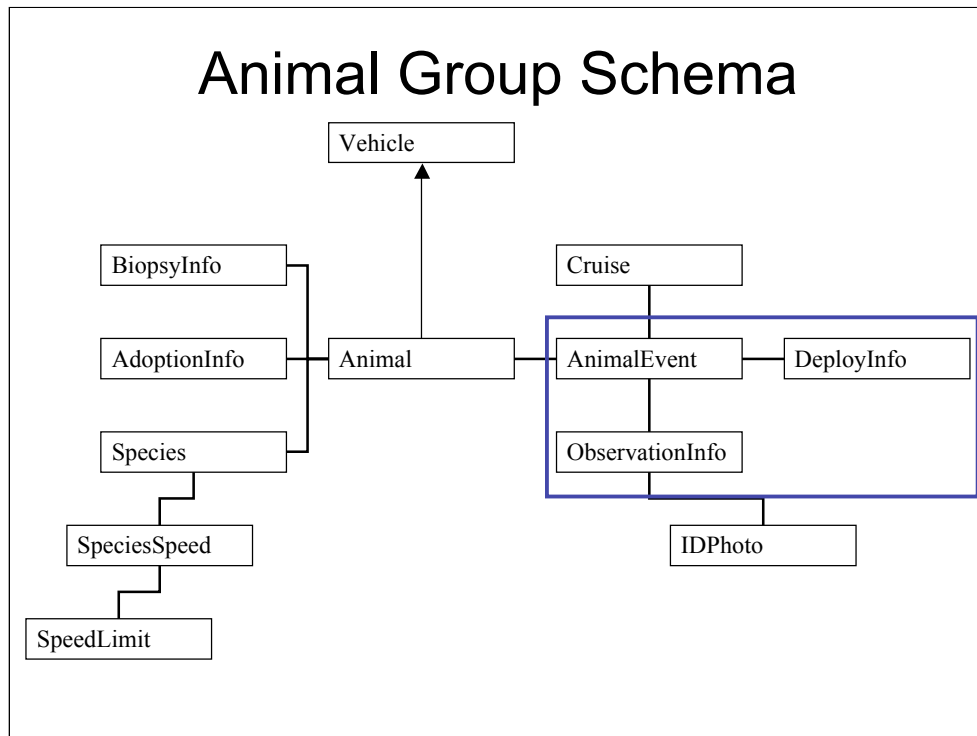 Animal Group Schema
Vehicle
BiopsyInfo
Cruise
AdoptionInfo
Animal
AnimalEvent
DeployInfo
Species
ObservationInfo
SpeciesSpeed
IDPhoto
SpeedLimit